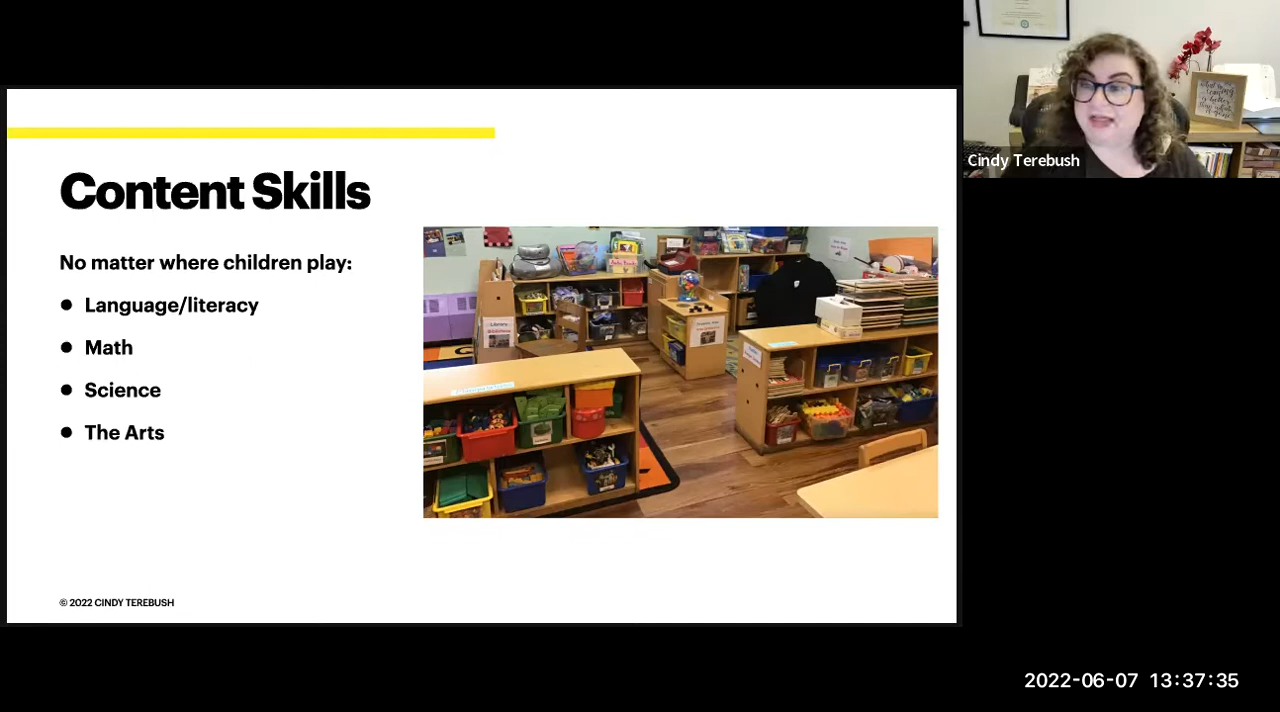 Content Skills
No matter where children play:
● Language/literacy
● Math
● Science
● The Arts
© 2022 CINDY TEREBUSH
Cindy Terebush
2022-06-07 13:37:35